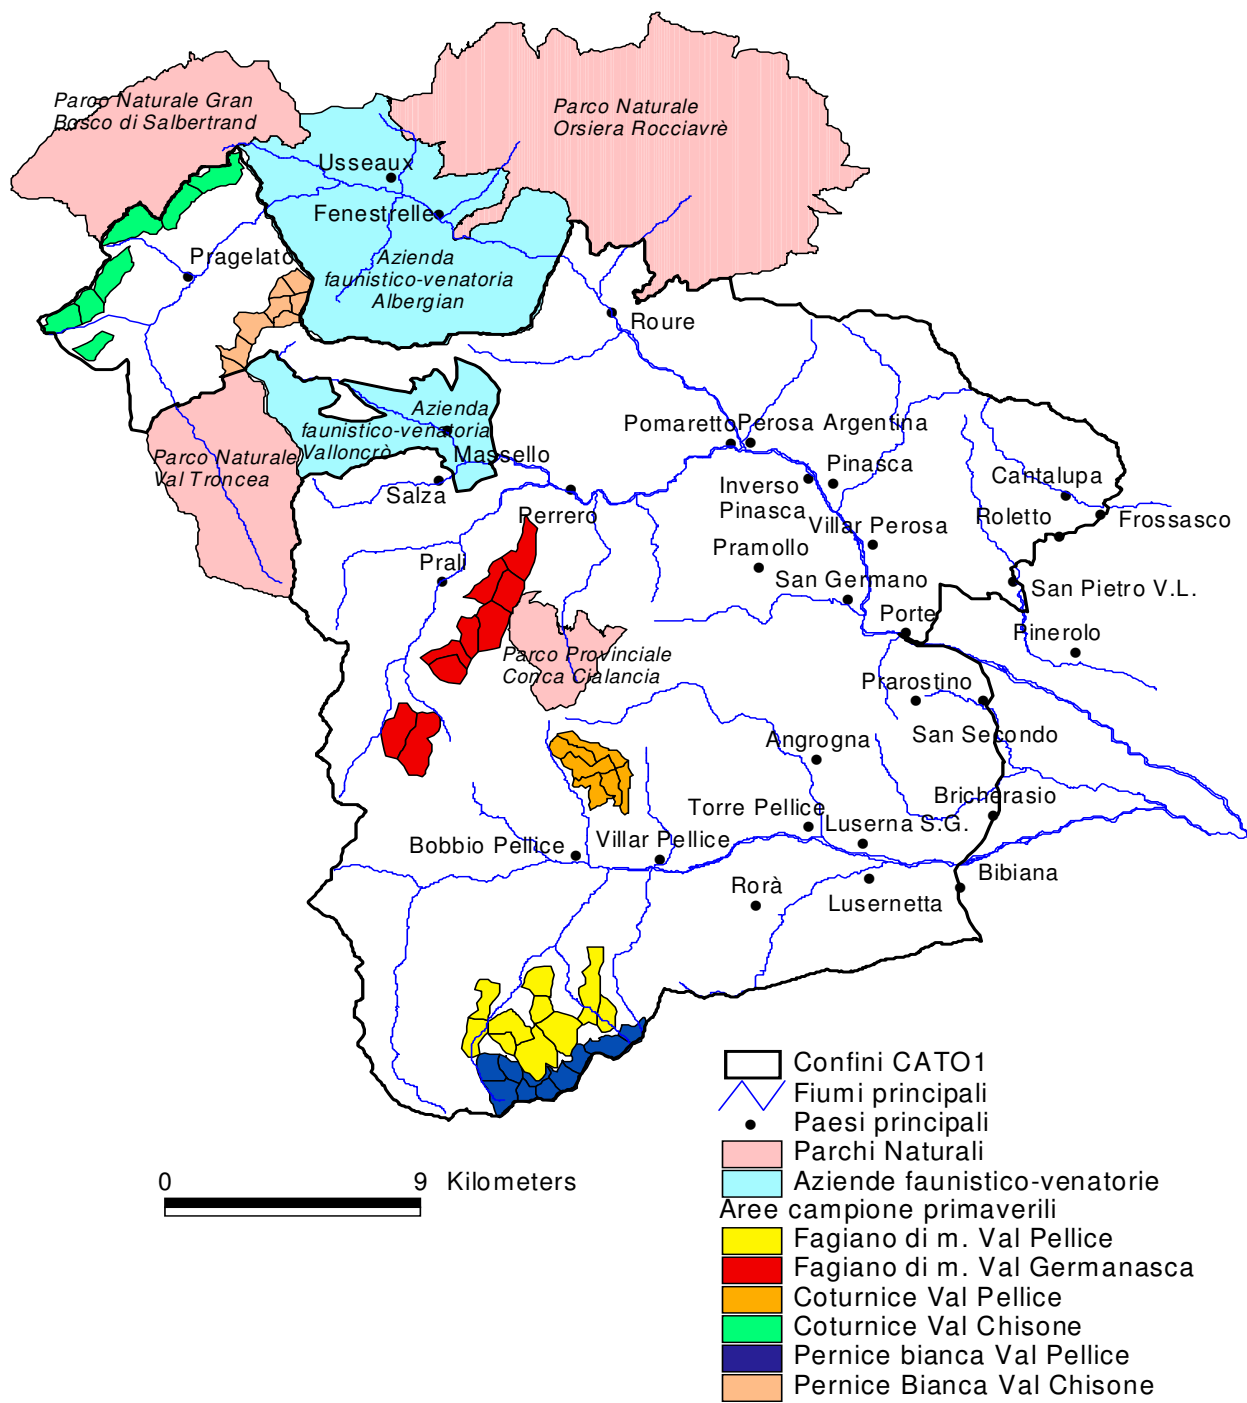 Parco Naturale Gran
Bosco di Salbertrand
Parco Naturale
Orsiera Rocciavrè
Usseaux
Fenestrelle
Pragelato
Azienda
faunistico-venatoria
Albergian
Roure
Azienda
faunistico-venatoria
Valloncrò
Pomaretto
Perosa Argentina
Parco Naturale
Val Troncea
Massello
Salza
Pinasca
Inverso
Pinasca
Cantalupa
Roletto
Frossasco
Perrero
Villar Perosa
Prali
Pramollo
San Germano
San Pietro V.L.
Porte
Pinerolo
Parco Provinciale
Conca Cialancia
Prarostino
San Secondo
Angrogna
Bricherasio
Torre Pellice
Luserna S.G.
Bobbio Pellice
Villar Pellice
Bibiana
Rorà
Lusernetta
Confini CATO1
Fiumi principali
Paesi principali
Parchi Naturali
Aziende faunistico-venatorie
Aree campione primaverili
Fagiano di m. Val Pellice
Fagiano di m. Val Germanasca
Coturnice Val Pellice
Coturnice Val Chisone
Pernice bianca Val Pellice
Pernice Bianca Val Chisone
0 9 Kilometers